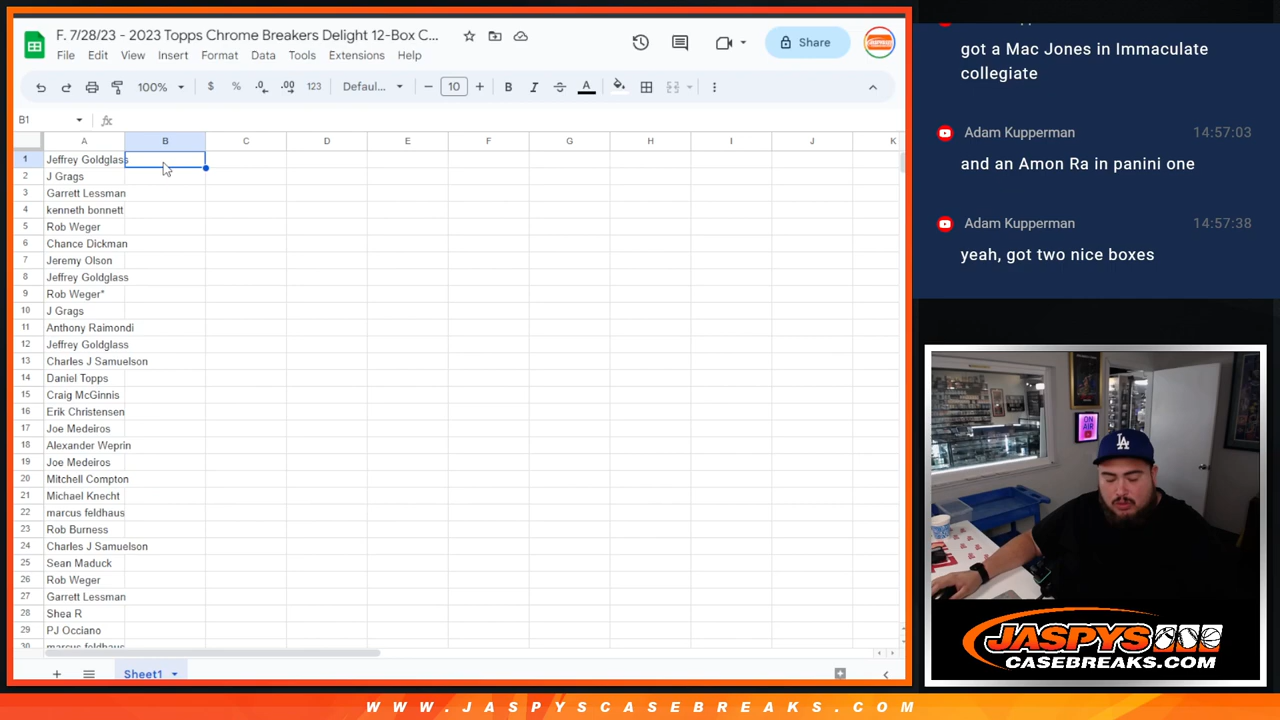 F. 7/28/23 - 2023 Topps Chrome Breakers Delight 12-Box C...
File Edit View Insert Format Data Tools Extensions Help
Share
100% $ % .0 .00 123 Defaul... − 10 + B I A
B1 fx
A B C D E F G H I J K
1 Jeffrey Goldglass
2 J Grags
3 Garrett Lessman
4 kenneth bonnett
5 Rob Weger
6 Chance Dickman
7 Jeremy Olson
8 Jeffrey Goldglass
9 Rob Weger*
10 J Grags
11 Anthony Raimondi
12 Jeffrey Goldglass
13 Charles J Samuelson
14 Daniel Topps
15 Craig McGinnis
16 Erik Christensen
17 Joe Medeiros
18 Alexander Weprin
19 Joe Medeiros
20 Mitchell Compton
21 Michael Knecht
22 marcus feldhaus
23 Rob Burness
24 Charles J Samuelson
25 Sean Maduck
26 Rob Weger
27 Garrett Lessman
28 Shea R
29 PJ Occiano
30 marcus feldhaus
+ Sheet1
got a Mac Jones in Immaculate
collegiate
Adam Kupperman 14:57:03
and an Amon Ra in panini one
Adam Kupperman 14:57:38
yeah, got two nice boxes
ON
AIR
LA
JASPYS
CASEBREAKS.COM
WWW.JASPYSCASEBREAKS.COM